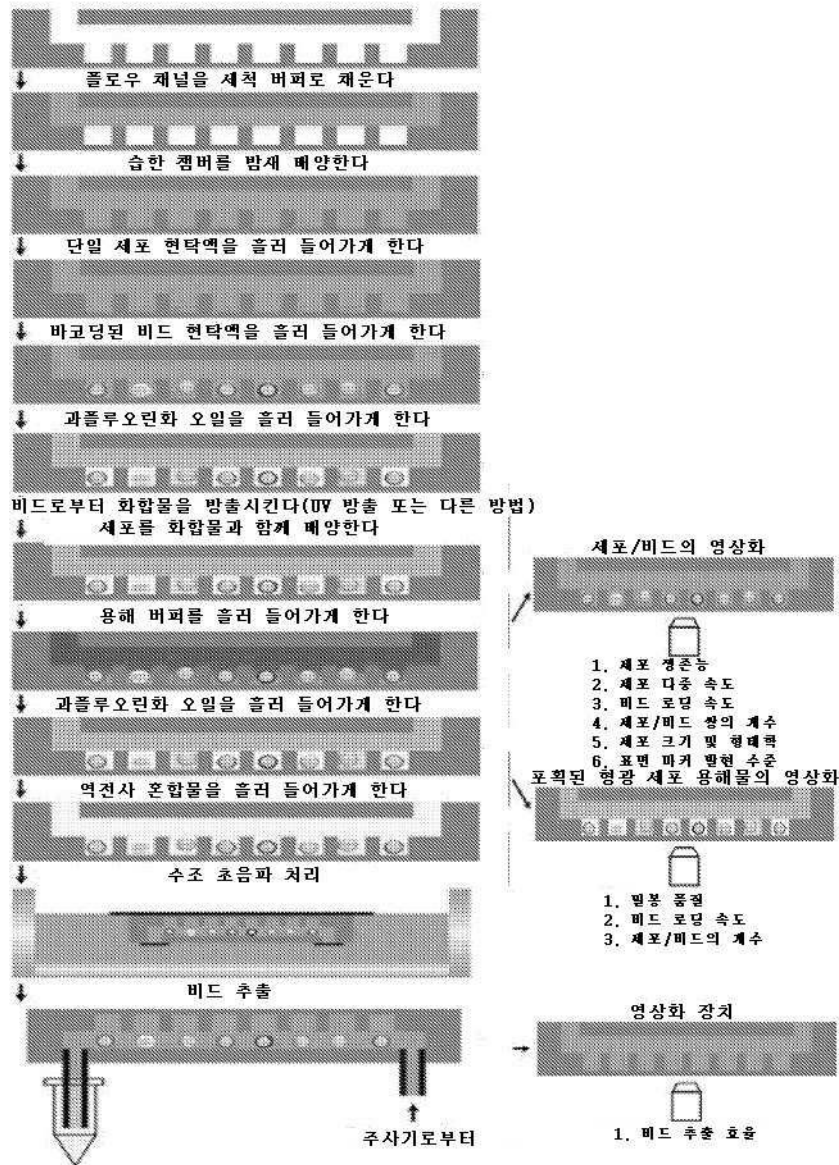 플로우 채널을 세척 버퍼로 채운다
습한 챔버를 밤새 배양한다
단일 세포 현탁액을 흘러 들어가게 한다
바코딩된 비드 현탁액을 흘러 들어가게 한다
과플루오린화 오일을 흘러 들어가게 한다
비드로부터 화합물을 방출시킨다(UV 방출 또는 다른 방법)
세포를 화합물과 함께 배양한다
용해 버퍼를 흘러 들어가게 한다
과플루오린화 오일을 흘러 들어가게 한다
역전사 혼합물을 흘러 들어가게 한다
수조 초음파 처리
비드 추출
주사기로부터
세포/비드의 영상화
1. 세포 생존능
2. 세포 다중 속도
3. 비드 로딩 속도
4. 세포/비드 쌍의 계수
5. 세포 크기 및 형태학
6. 표면 마커 발현 수준
포획된 형광 세포 용해물의 영상화
1. 밀봉 품질
2. 비드 로딩 속도
3. 세포/비드의 계수
영상화 장치
1. 비드 추출 효율